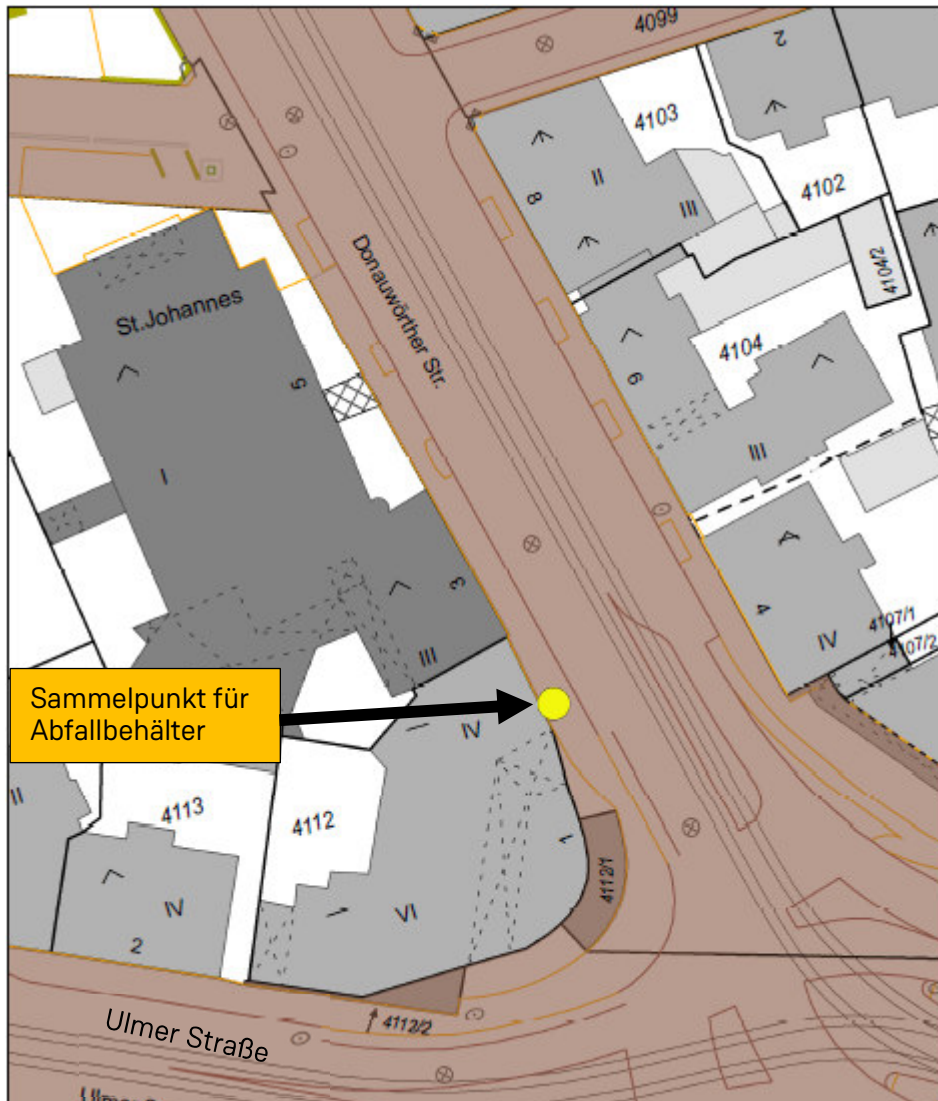 4099
2
4103
II
8
III
4102
4104/2
St.Johannes
5
Donauwörther Str.
6
4104
III
I
3
III
4
IV
4107/1
4107/2
Sammelpunkt für
Abfallbehälter
IV
II
4113
4112
1
4112/1
IV
2
VI
4112/2
Ulmer Straße